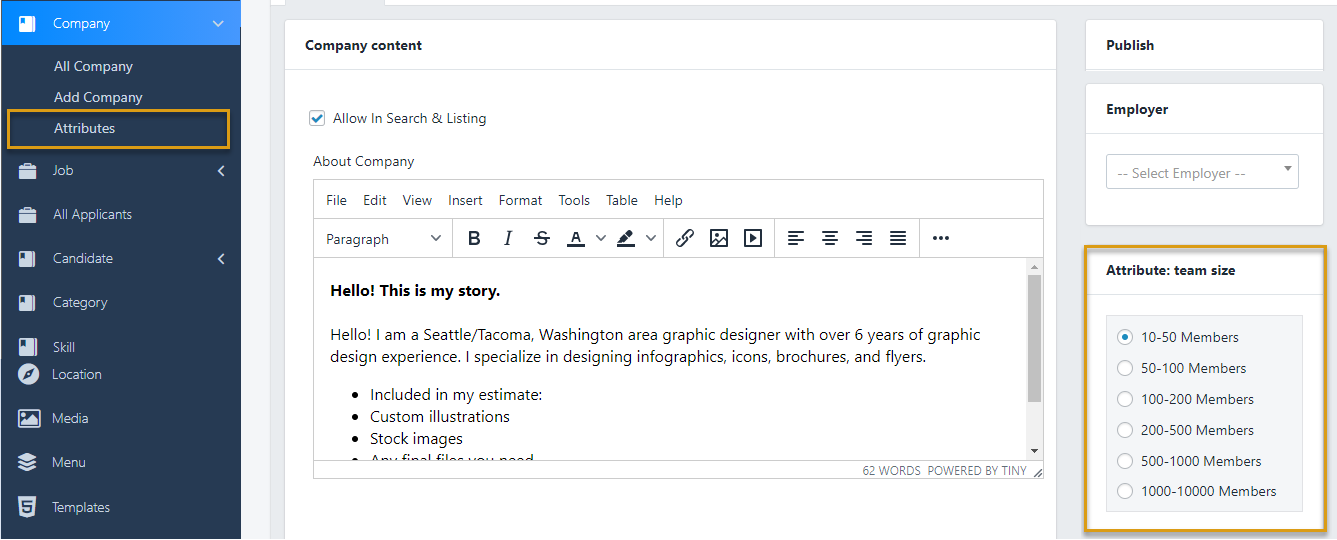 Company
All Company
Add Company
Attributes
Job
All Applicants
Candidate
Category
Skill
Location
Media
Menu
Templates
Company content
Allow In Search & Listing
About Company
File Edit View Insert Format Tools Table Help
Paragraph B I S A
Hello! This is my story.
Hello! I am a Seattle/Tacoma, Washington area graphic designer with over 6 years of graphic
design experience. I specialize in designing infographics, icons, brochures, and flyers.
• Included in my estimate:
• Custom illustrations
• Stock images
• Any final files you need
62 WORDS POWERED BY TINY
Publish
Employer
-- Select Employer --
Attribute: team size
10-50 Members
50-100 Members
100-200 Members
200-500 Members
500-1000 Members
1000-10000 Members